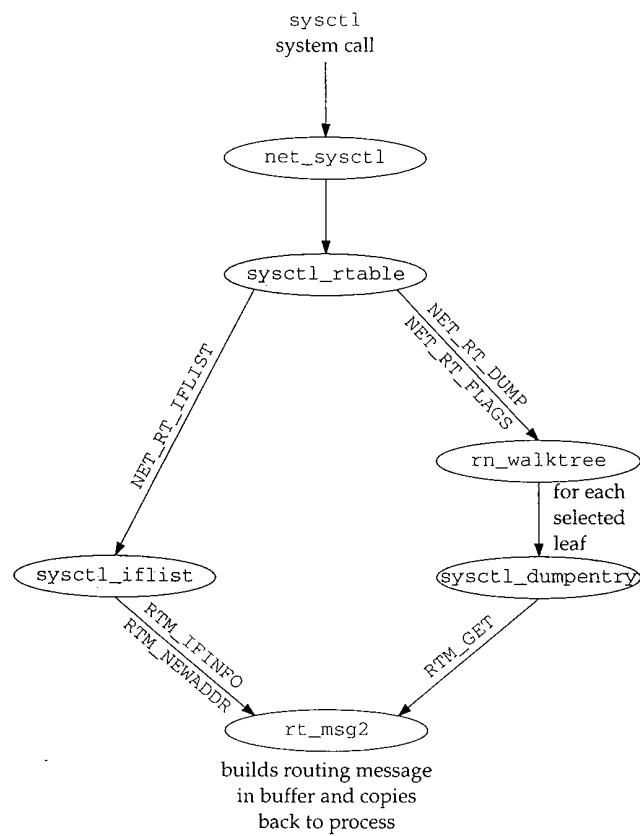 sysctl
system call
net_sysctl
sysctl_rtable
NET_RT_IFLIST
NET_RT_DUMP
NET_RT_FLAGS
rn_walktree
for each
selected
leaf
sysctl_iflist
sysctl_dumpentry
RTM_IFINFO
RTM_NEWADDR
RTM_GET
rt_msg2
builds routing message
in buffer and copies
back to process